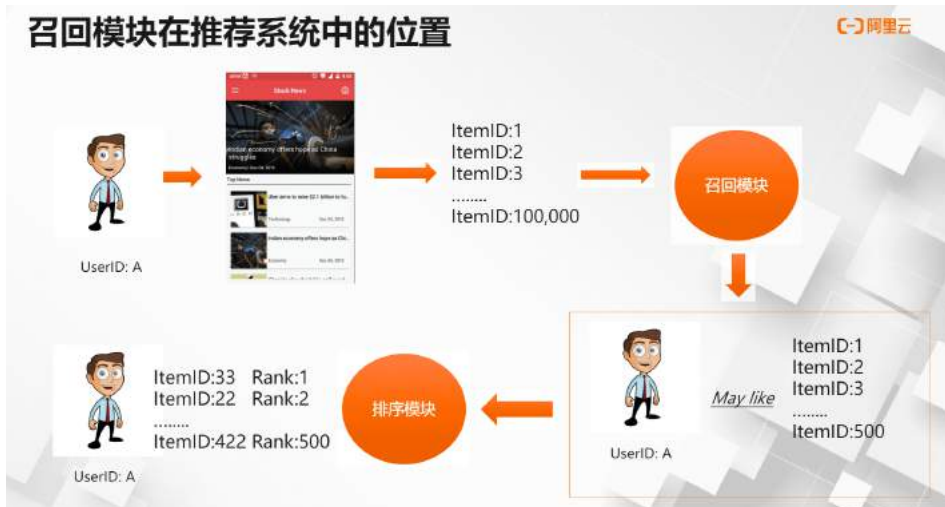 召回模块在推荐系统中的位置
阿里云
Indian economy offers hope as China
struggles
Top News
Technology
Economy
ItemID:1
ItemID:2
ItemID:3
........
ItemID:100,000
召回模块
UserID: A
ItemID:1
ItemID:2
ItemID:3
........
ItemID:500
May like
UserID: A
排序模块
ItemID:33 Rank:1
ItemID:22 Rank:2
........
ItemID:422 Rank:500
UserID: A